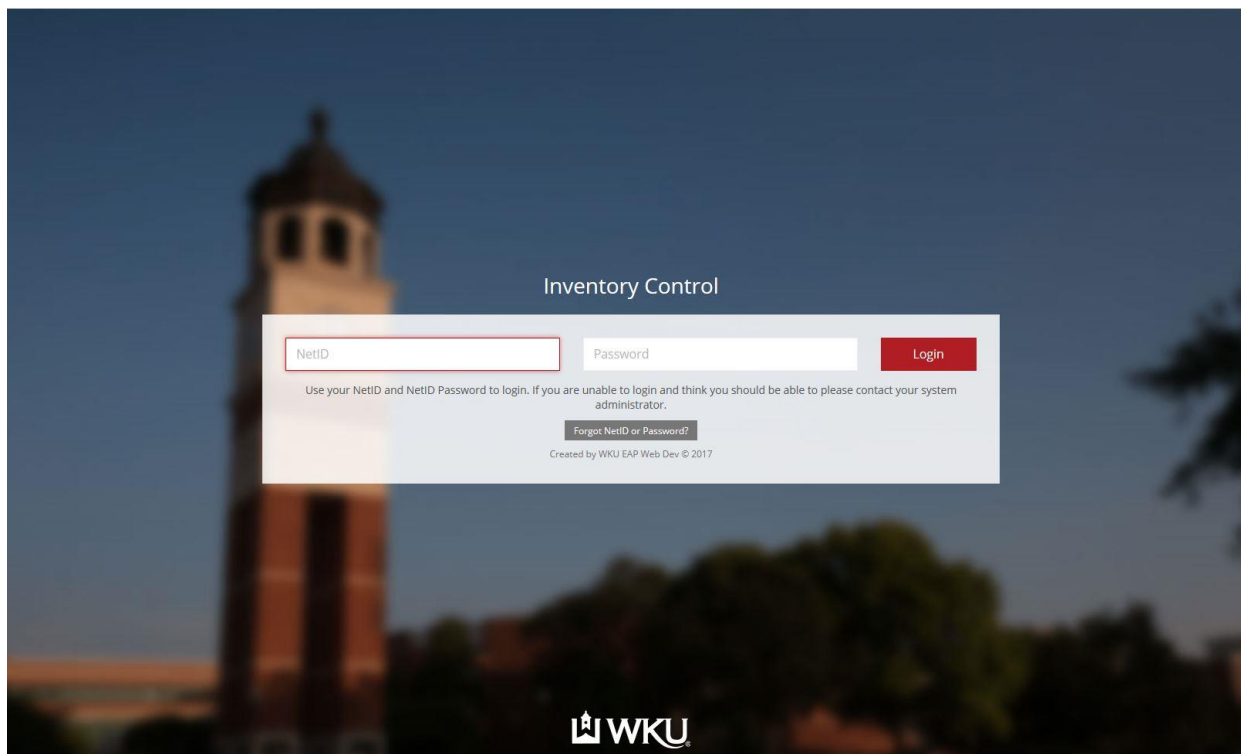 Inventory Control
NetID
Password
Login
Use your NetID and NetID Password to login. If you are unable to login and think you should be able to please contact your system
administrator.
Forgot NetID or Password?
Created by WKU EAP Web Dev © 2017
WKU®